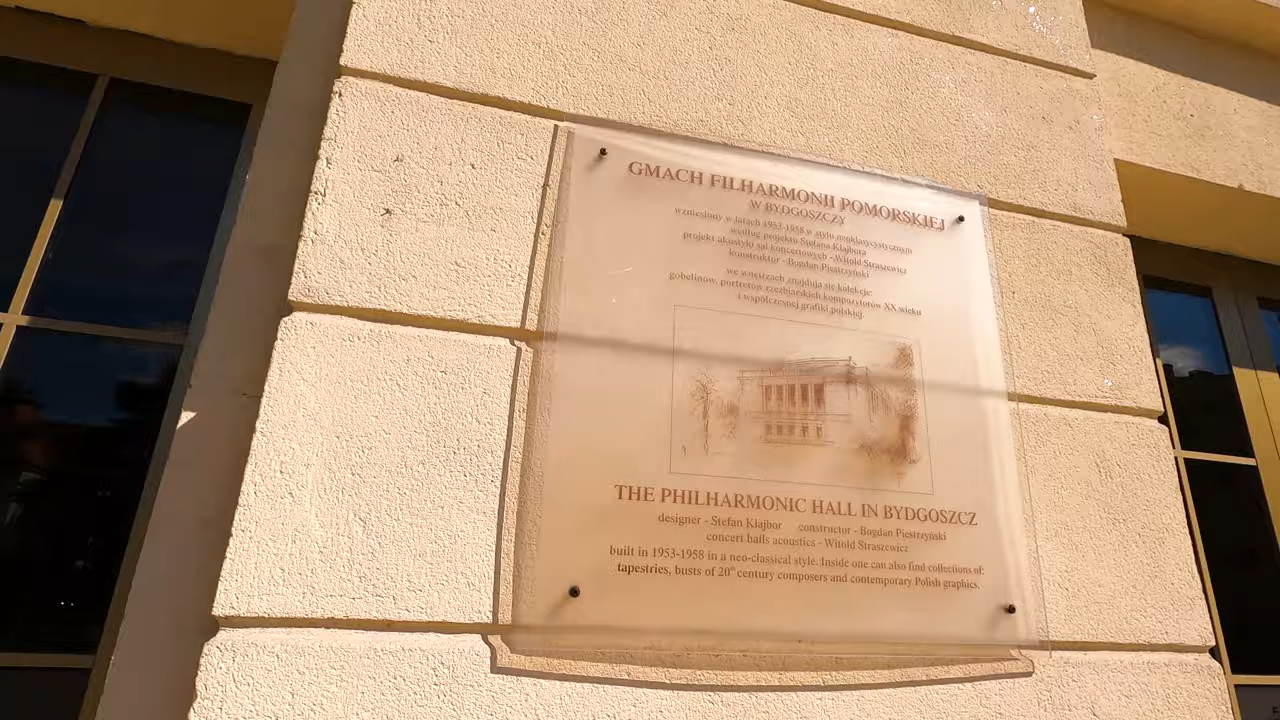 GMACH FILHARMONII POMORSKIEJ
W BYDGOSZCZY
wzniesiony w latach 1953-1958 w stylu neoklasycystycznym
według projektu Stefana Kłajbora
projekt akustyki sal koncertowych - Witold Straszewicz
konstruktor - Bogdan Piestrzyński
we wnętrzach znajdują się kolekcje:
gobelinów, portretów rzeźbiarskich kompozytorów XX wieku
i współczesnej grafiki polskiej.
THE PHILHARMONIC HALL IN BYDGOSZCZ
designer - Stefan Kłajbor constructor - Bogdan Piestrzyński
concert halls acoustics - Witold Straszewicz
built in 1953-1958 in a neo-classical style. Inside one can also find collections of:
tapestries, busts of 20th century composers and contemporary Polish graphics.